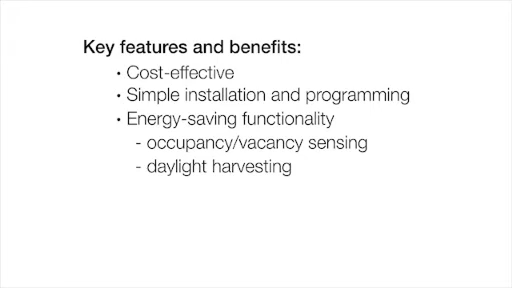 Key features and benefits:
• Cost-effective
• Simple installation and programming
• Energy-saving functionality
- occupancy/vacancy sensing
- daylight harvesting